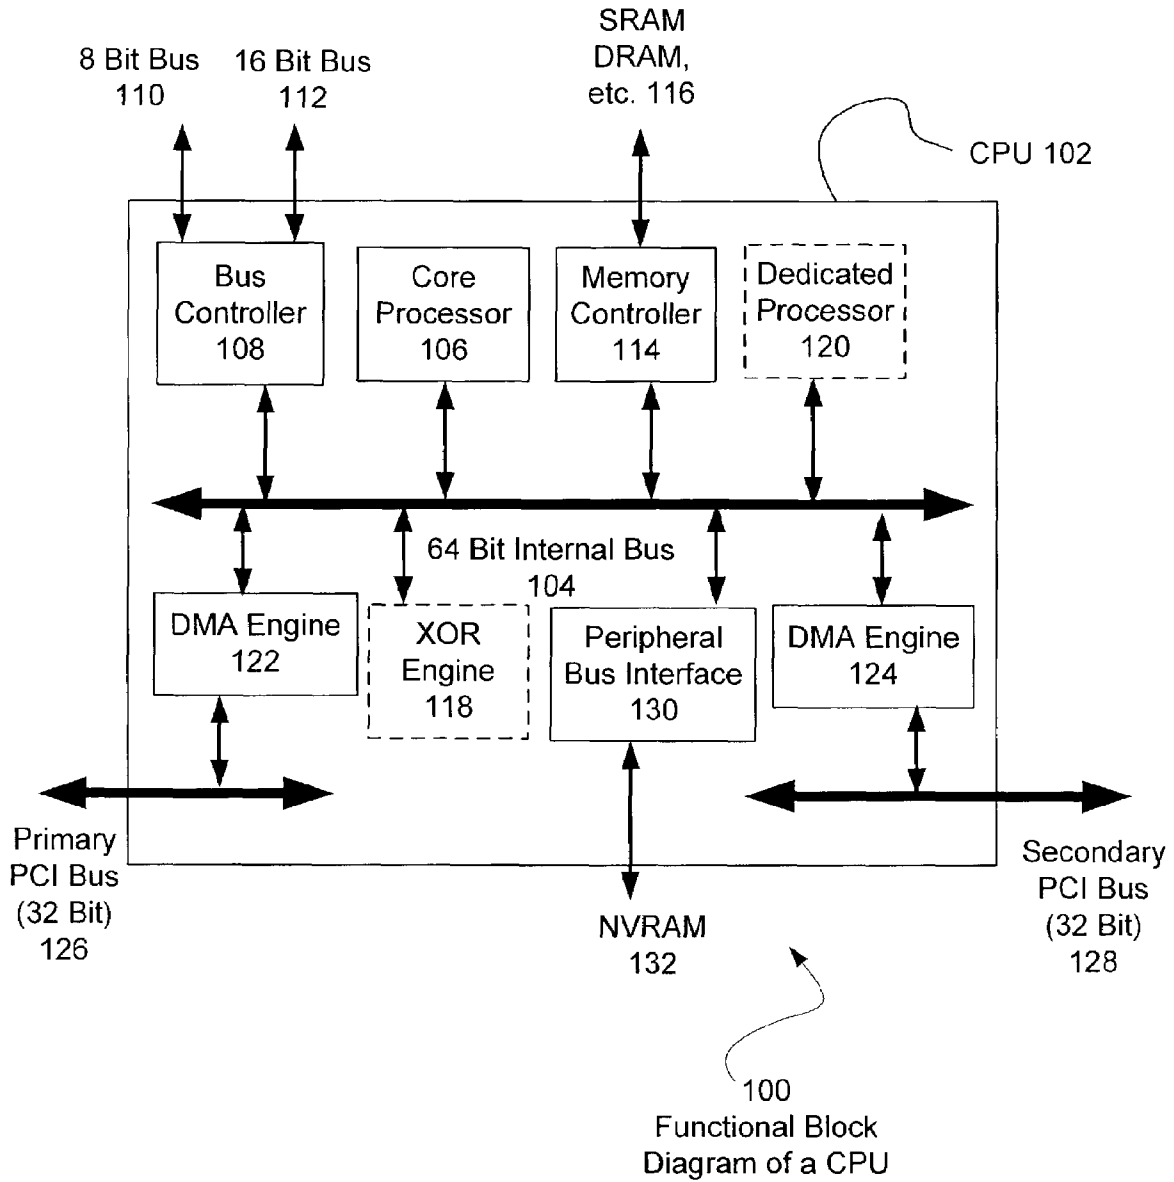 8 Bit Bus
110
16 Bit Bus
112
SRAM
DRAM,
etc. 116
CPU 102
Bus
Controller
108
Core
Processor
106
Memory
Controller
114
Dedicated
Processor
120
64 Bit Internal Bus
104
DMA Engine
122
XOR
Engine
118
Peripheral
Bus Interface
130
DMA Engine
124
Primary
PCI Bus
(32 Bit)
126
NVRAM
132
Secondary
PCI Bus
(32 Bit)
128
100
Functional Block
Diagram of a CPU